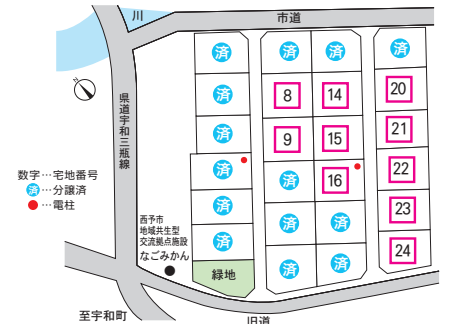 川
市道
済
済
済
済
済
8
14
20
済
9
15
21
県道宇和三瓶線
数字…宅地番号
済…分譲済
●…電柱
済
済
16
22
済
済
済
23
西予市
地域共生型
交流拠点施設
なごみかん
済
済
済
24
緑地
至宇和町
旧道